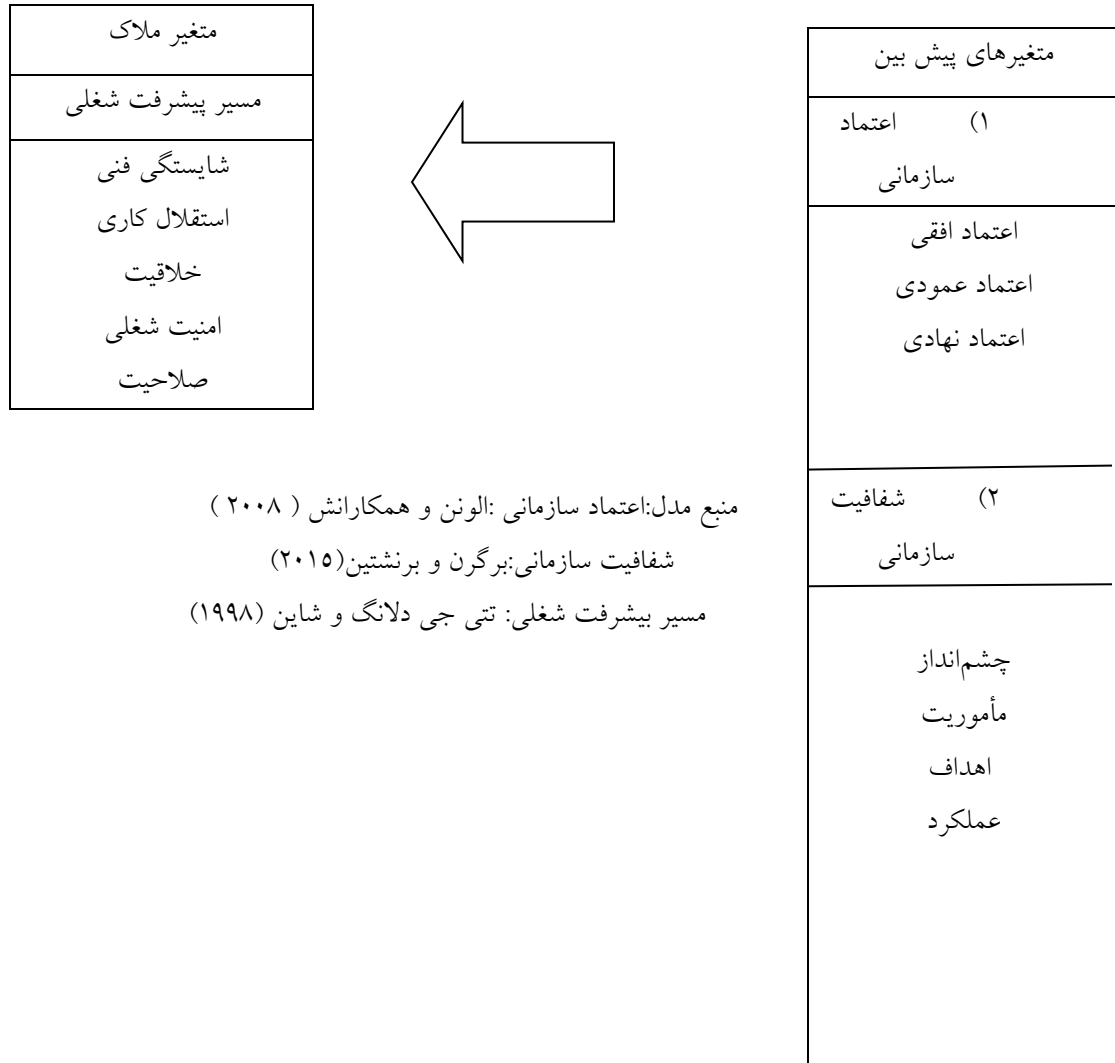 متغیرهای پیش بین
۱) اعتماد
سازمانی
اعتماد افقی
اعتماد عمودی
اعتماد نهادی
۲) شفافیت
سازمانی
چشم‌انداز
مأموریت
اهداف
عملکرد
متغیر ملاک
مسیر پیشرفت شغلی
شایستگی فنی
استقلال کاری
خلاقیت
امنیت شغلی
صلاحیت
منبع مدل:اعتماد سازمانی :الونن و همکارانش ( ۲۰۰۸ )
شفافیت سازمانی:برگرن و برنشتین(۲۰۱۵)
مسیر بیشرفت شغلی: تتی جی دلانگ و شاین (۱۹۹۸)